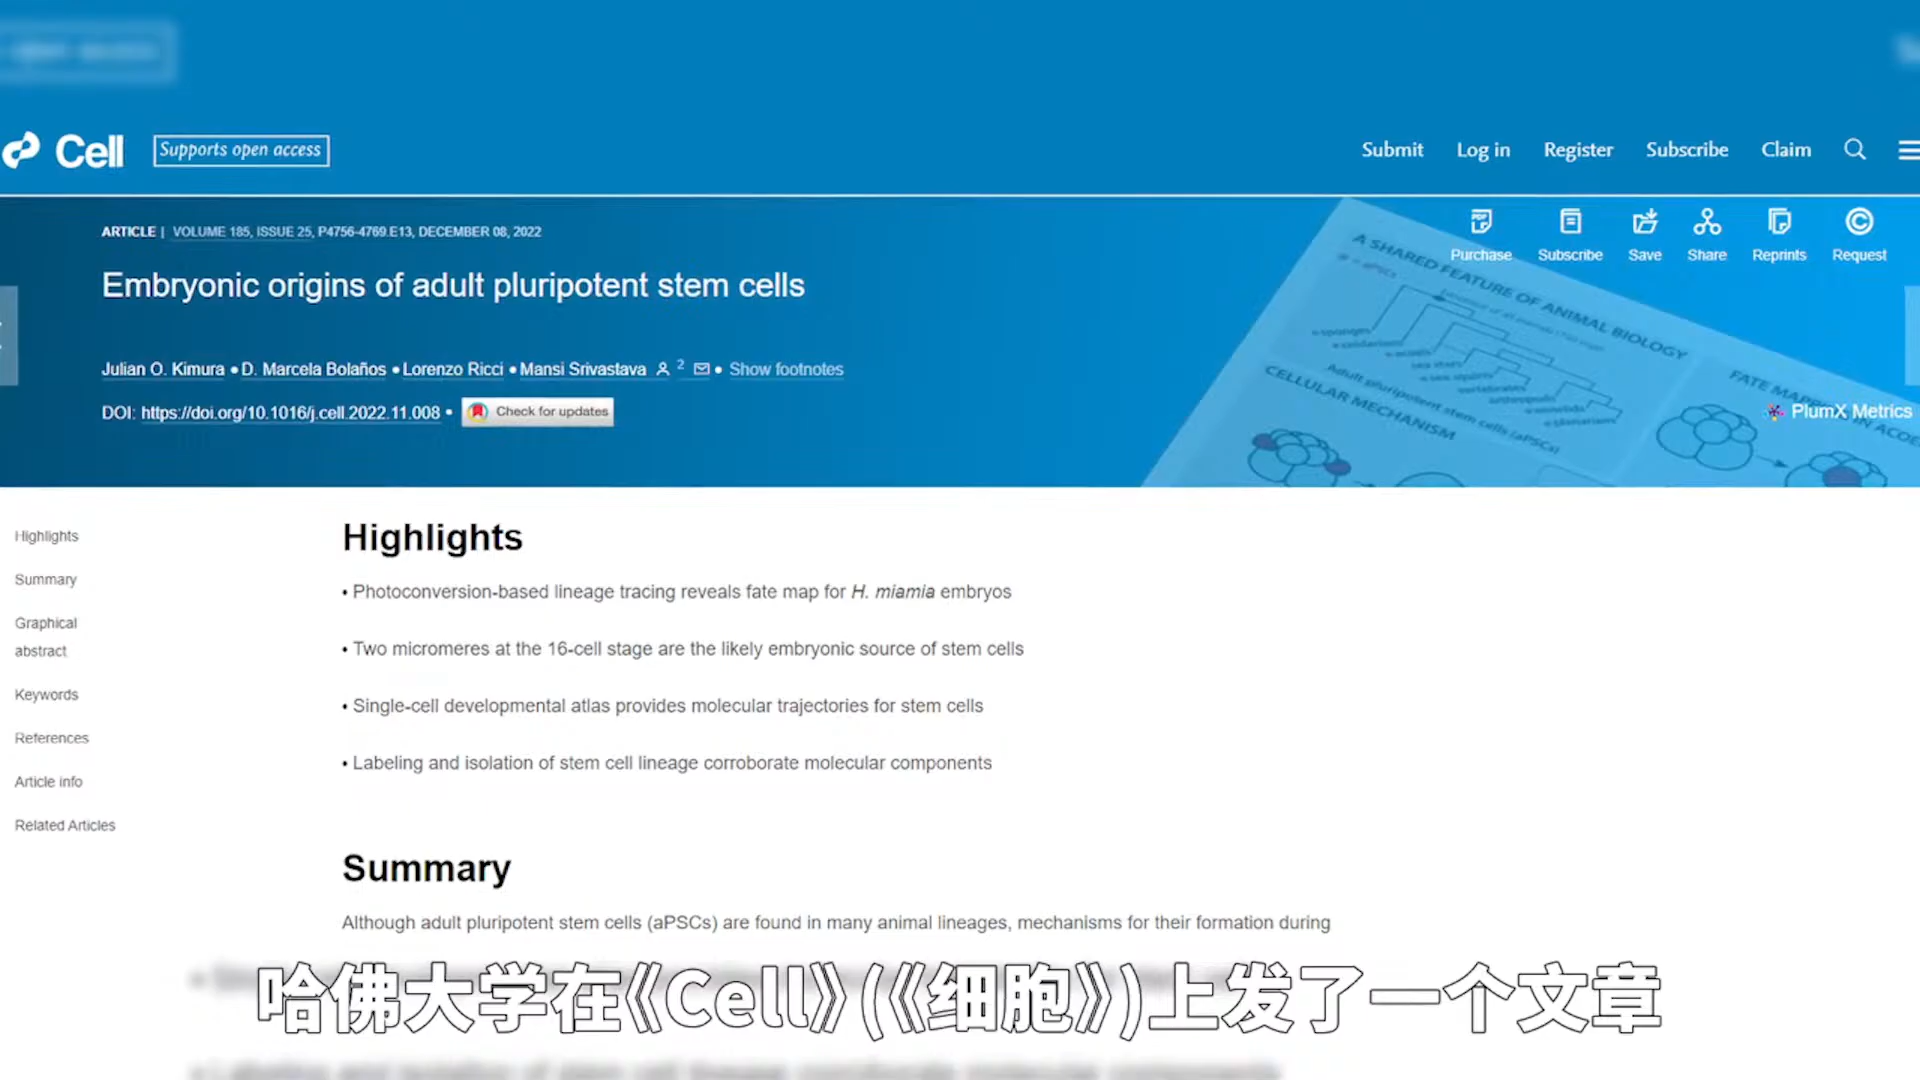 Cell
Supports open access
Submit Log in Register Subscribe Claim
ARTICLE | VOLUME 185, ISSUE 25, P4756-4769.E13, DECEMBER 08, 2022
Purchase Subscribe Save Share Reprints Request
Embryonic origins of adult pluripotent stem cells
Julian O. Kimura • D. Marcela Bolaños • Lorenzo Ricci • Mansi Srivastava 2 • Show footnotes
DOI: https://doi.org/10.1016/j.cell.2022.11.008 • Check for updates
PlumX Metrics
A SHARED FEATURE OF ANIMAL BIOLOGY
Adult pluripotent stem cells (aPSCs)
CELLULAR MECHANISM
FATE MAPPING IN ACOE
Highlights
Summary
Graphical
abstract
Keywords
References
Article info
Related Articles
Highlights
• Photoconversion-based lineage tracing reveals fate map for H. miamia embryos
• Two micromeres at the 16-cell stage are the likely embryonic source of stem cells
• Single-cell developmental atlas provides molecular trajectories for stem cells
• Labeling and isolation of stem cell lineage corroborate molecular components
Summary
Although adult pluripotent stem cells (aPSCs) are found in many animal lineages, mechanisms for their formation during
哈佛大学在《Cell》(《细胞》)上发了一个文章